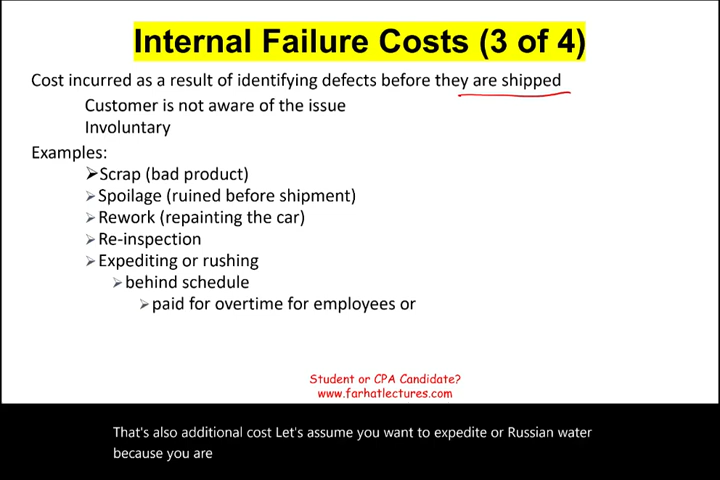 Internal Failure Costs (3 of 4)
Cost incurred as a result of identifying defects before they are shipped
Customer is not aware of the issue
Involuntary
Examples:
Scrap (bad product)
Spoilage (ruined before shipment)
Rework (repainting the car)
Re-inspection
Expediting or rushing
behind schedule
paid for overtime for employees or
Student or CPA Candidate?
www.farhatlectures.com
That's also additional cost Let's assume you want to expedite or Russian water
because you are